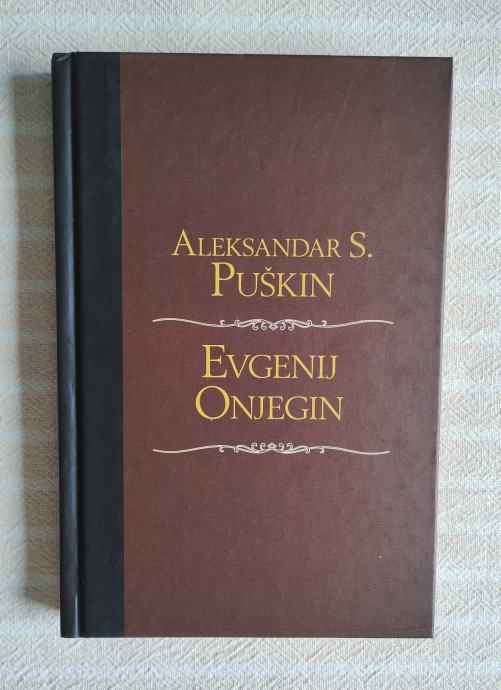 ALEKSANDAR S.
PUŠKIN
EVGENIJ
ONJEGIN